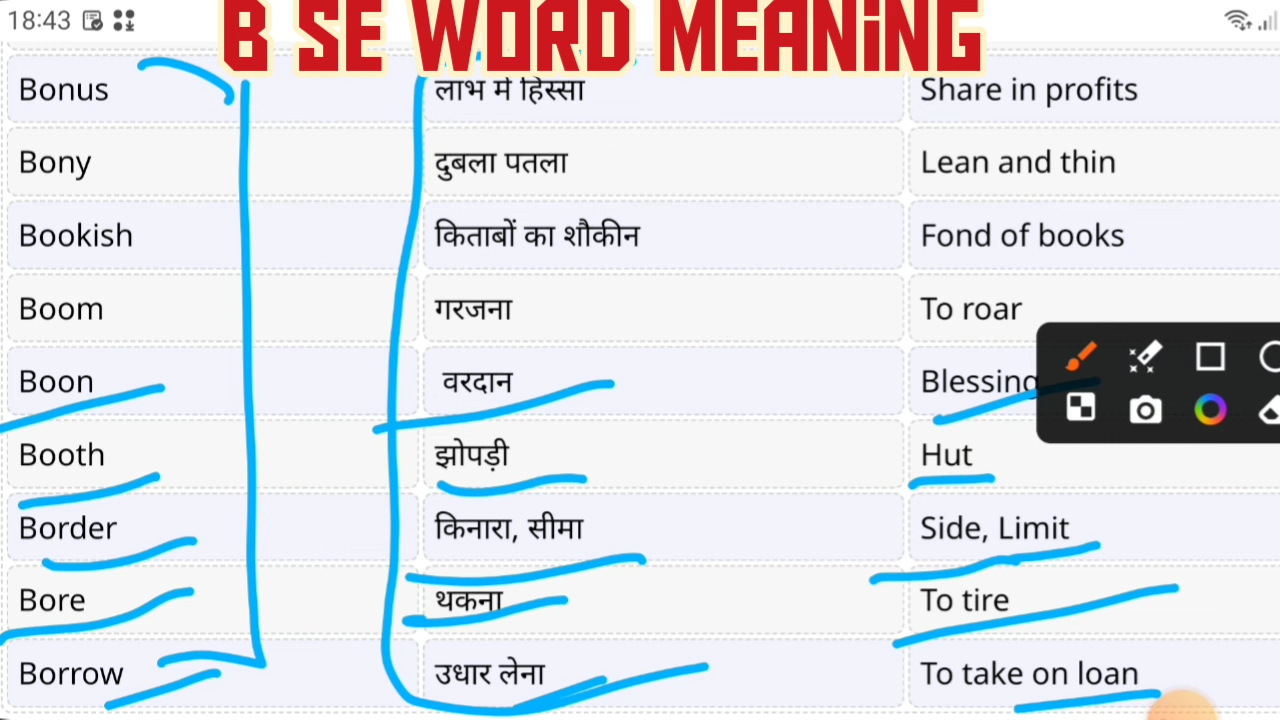 18:43
B SE WORD MEANING
Bonus लाभ में हिस्सा Share in profits
Bony दुबला पतला Lean and thin
Bookish किताबों का शौकीन Fond of books
Boom गरजना To roar
Boon वरदान Blessing
Booth झोपड़ी Hut
Border किनारा, सीमा Side, Limit
Bore थकना To tire
Borrow उधार लेना To take on loan